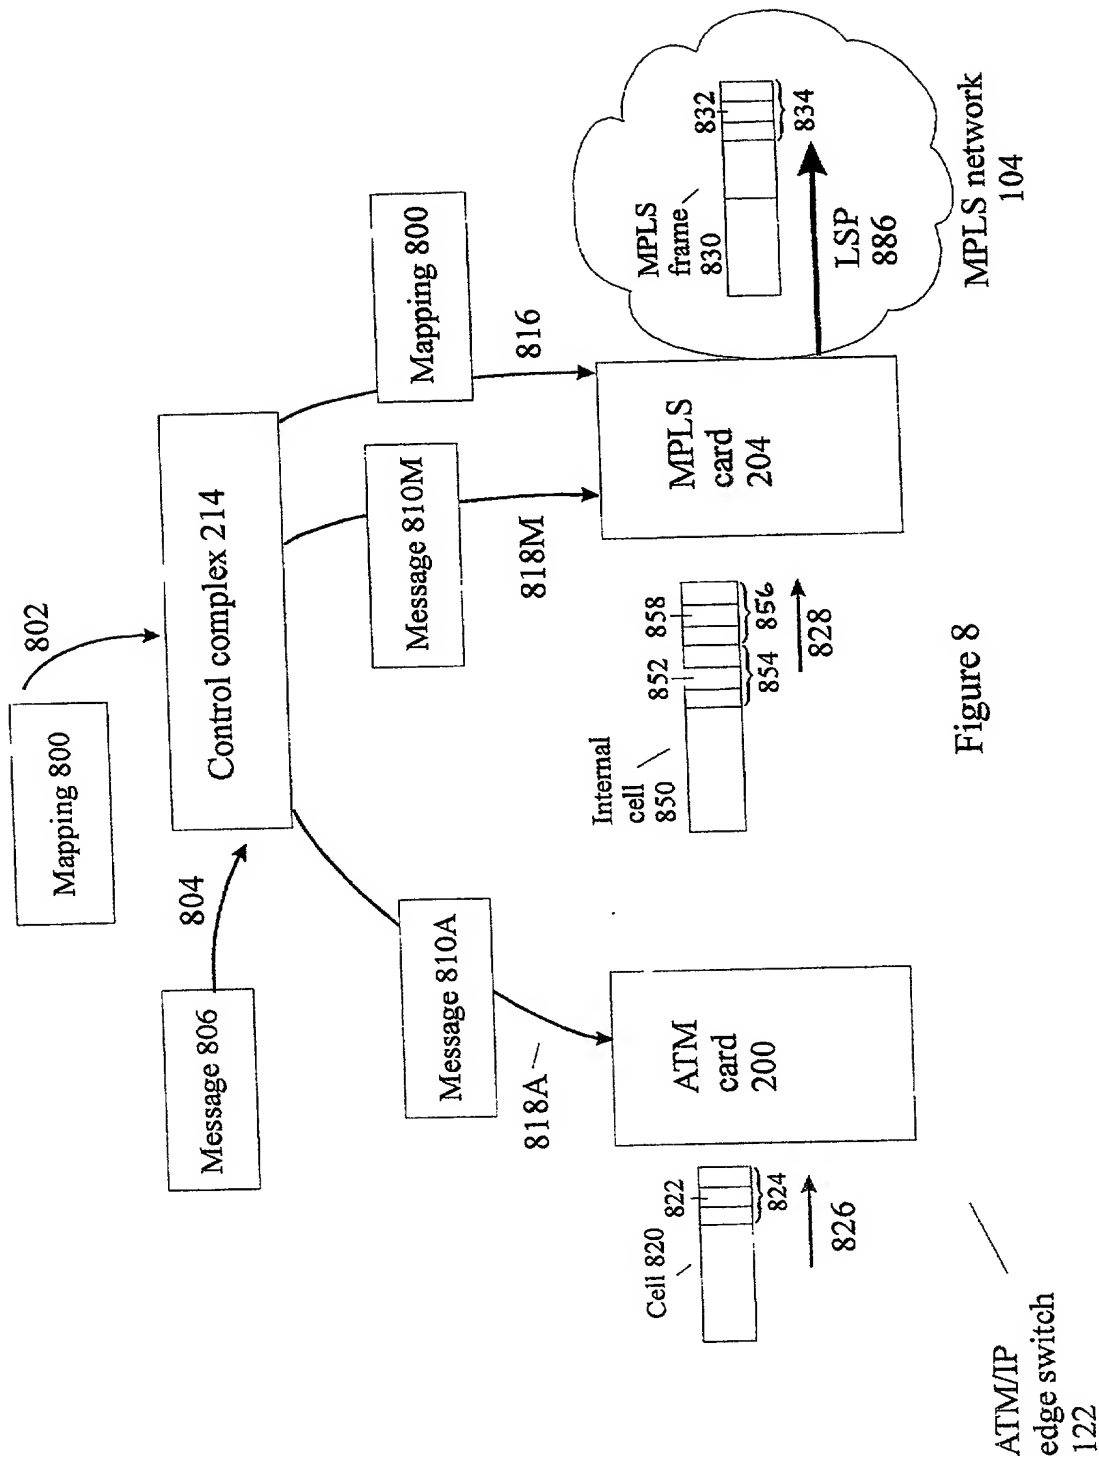 Mapping 800
802
Message 806
804
Control complex 214
Message 810A
818A
Message 810M
818M
Mapping 800
816
Cell 820
822
824
826
ATM
card
200
Internal
cell
850
852
858
854
856
828
MPLS
card
204
MPLS
frame
830
832
834
LSP
886
MPLS network
104
ATM/IP
edge switch
122
Figure 8